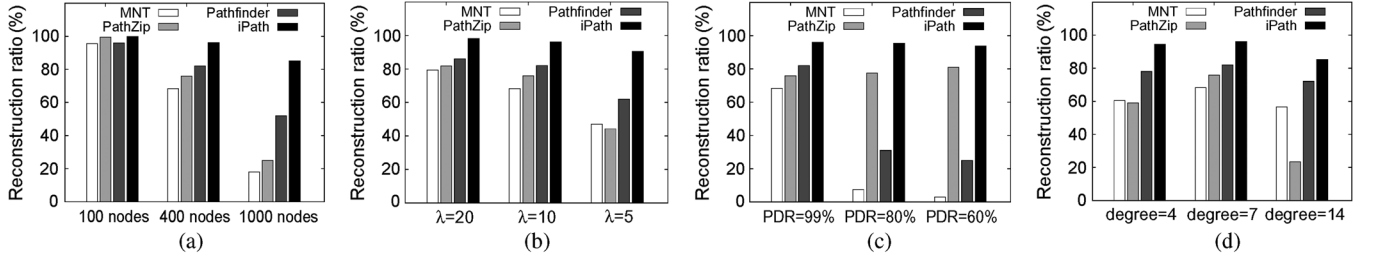 Reconstruction ratio (%)
MNT
PathZip
Pathfinder
iPath
100
80
60
40
20
0
100 nodes 400 nodes 1000 nodes
(a)
Reconstruction ratio (%)
MNT
PathZip
Pathfinder
iPath
100
80
60
40
20
0
λ=20 λ=10 λ=5
(b)
Reconstruction ratio (%)
MNT
PathZip
Pathfinder
iPath
100
80
60
40
20
0
PDR=99% PDR=80% PDR=60%
(c)
Reconstruction ratio (%)
MNT
PathZip
Pathfinder
iPath
100
80
60
40
20
0
degree=4 degree=7 degree=14
(d)